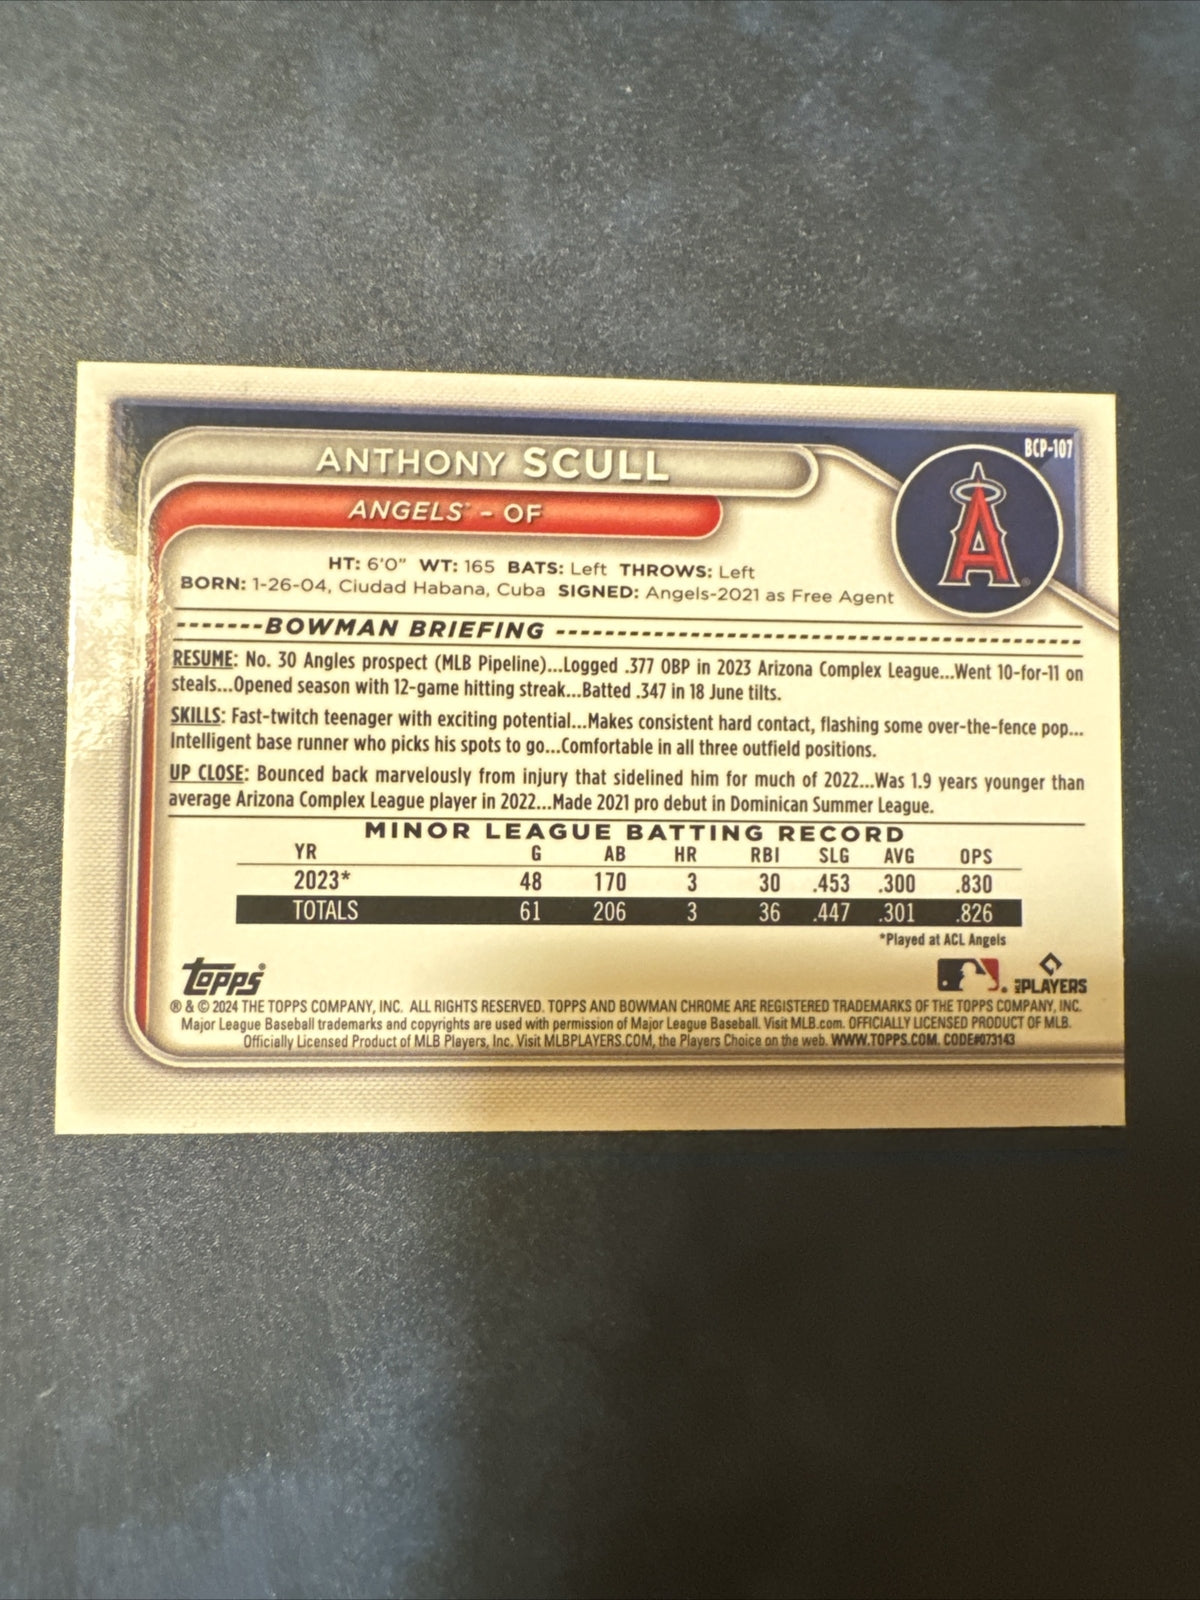 BCP-107
ANTHONY SCULL
A
ANGELS - OF
HT: 6'0" WT: 165 BATS: Left THROWS: Left
BORN: 1-26-04, Ciudad Habana, Cuba SIGNED: Angels-2021 as Free Agent
-------BOWMAN BRIEFING --------------------------------------------
RESUME: No. 30 Angles prospect (MLB Pipeline)...Logged .377 OBP in 2023 Arizona Complex League...Went 10-for-11 on
steals...Opened season with 12-game hitting streak...Batted .347 in 18 June tilts.
SKILLS: Fast-twitch teenager with exciting potential...Makes consistent hard contact, flashing some over-the-fence pop...
Intelligent base runner who picks his spots to go...Comfortable in all three outfield positions.
UP CLOSE: Bounced back marvelously from injury that sidelined him for much of 2022...Was 1.9 years younger than
average Arizona Complex League player in 2022...Made 2021 pro debut in Dominican Summer League.
MINOR LEAGUE BATTING RECORD
YR G AB HR RBI SLG AVG OPS
2023* 48 170 3 30 .453 .300 .830
TOTALS 61 206 3 36 .447 .301 .826
*Played at ACL Angels
Topps® MLB PLAYERS
® & © 2024 THE TOPPS COMPANY, INC. ALL RIGHTS RESERVED. TOPPS AND BOWMAN CHROME ARE REGISTERED TRADEMARKS OF THE TOPPS COMPANY, INC.
Major League Baseball trademarks and copyrights are used with permission of Major League Baseball. Visit MLB.com. OFFICIALLY LICENSED PRODUCT OF MLB.
Officially Licensed Product of MLB Players, Inc. Visit MLBPLAYERS.COM, the Players Choice on the web. WWW.TOPPS.COM. CODE#073143